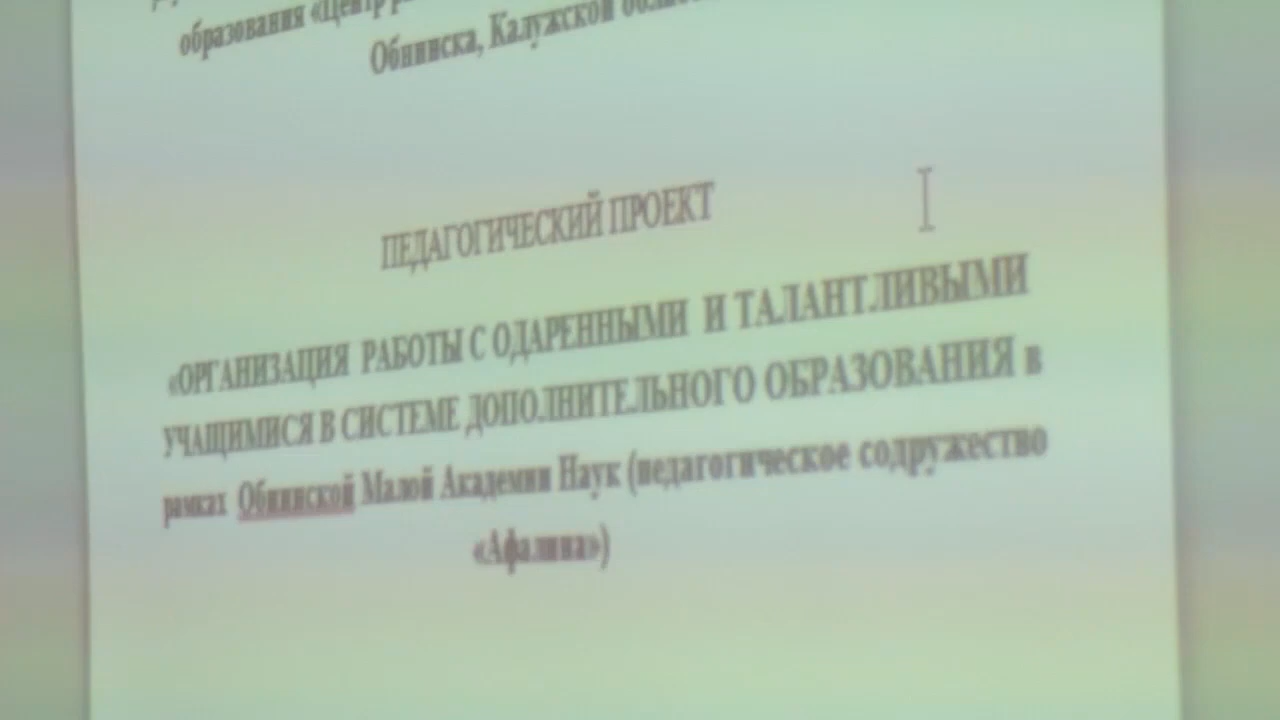 образования «Центр
Обнинска, Калужской
ПЕДАГОГИЧЕСКИЙ ПРОЕКТ
«ОРГАНИЗАЦИЯ РАБОТЫ С ОДАРЕННЫМИ И ТАЛАНТЛИВЫМИ
УЧАЩИМИСЯ В СИСТЕМЕ ДОПОЛНИТЕЛЬНОГО ОБРАЗОВАНИЯ в
рамках Обнинской Малой Академии Наук (педагогическое содружество
«Афалина»)